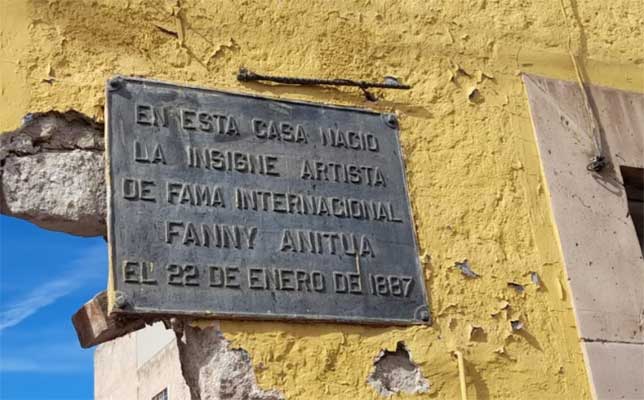 EN ESTA CASA NACIO
LA INSIGNE ARTISTA
DE FAMA INTERNACIONAL
FANNY ANITUA
EL 22 DE ENERO DE 1887